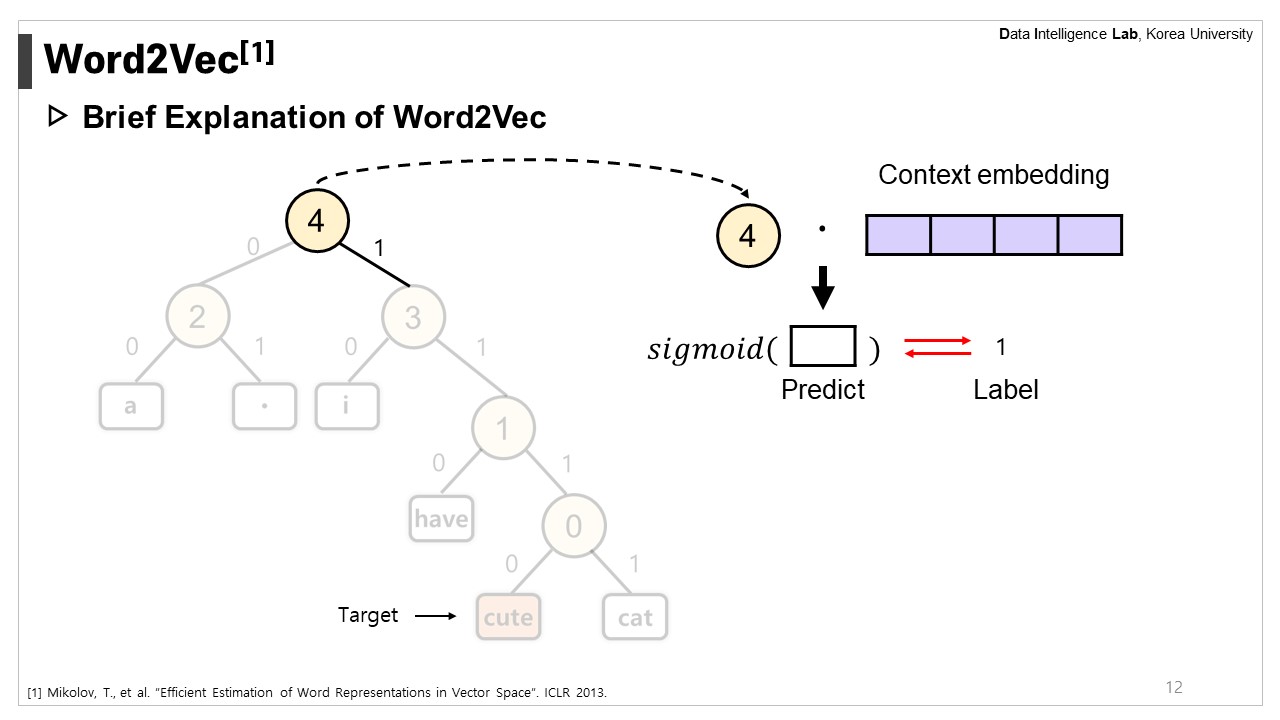 Data Intelligence Lab, Korea University
Word2Vec[1]
Brief Explanation of Word2Vec
Context embedding
4
4
·
0
1
2
3
sigmoid( )
1
Predict
Label
0
1
0
1
a
.
i
1
0
1
have
0
0
1
Target
cute
cat
[1] Mikolov, T., et al. "Efficient Estimation of Word Representations in Vector Space". ICLR 2013.
12